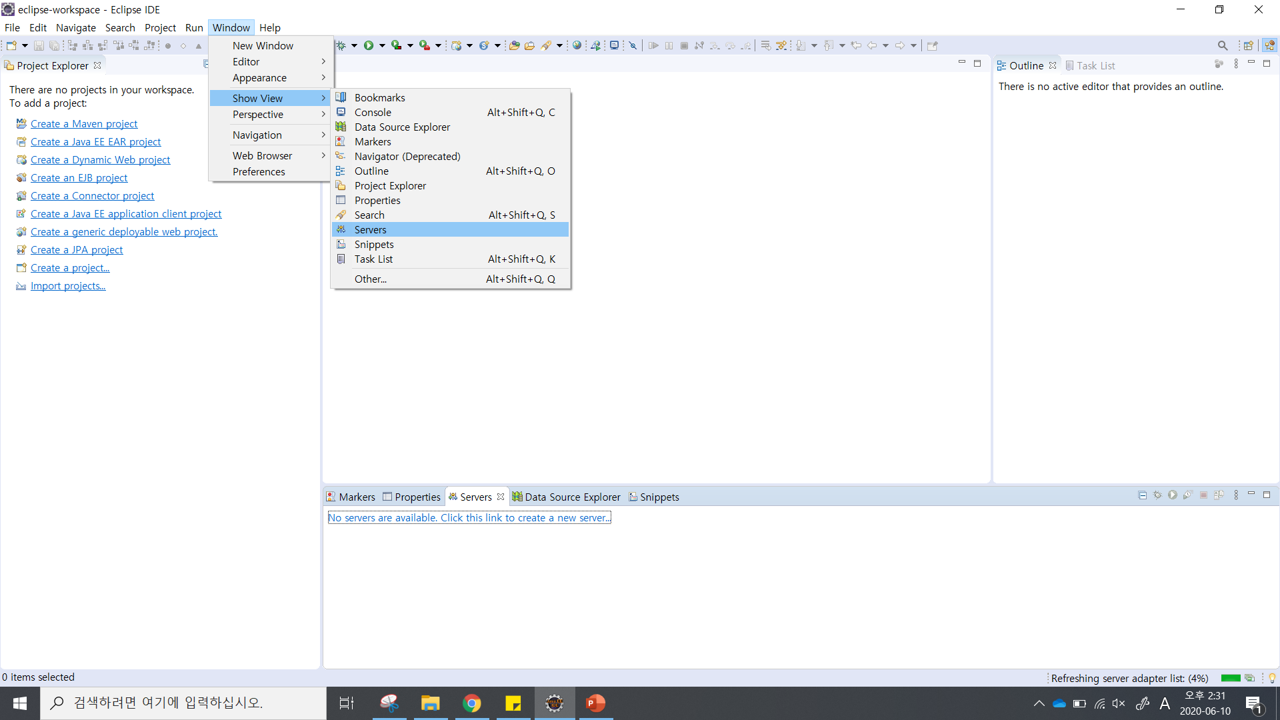 eclipse-workspace - Eclipse IDE
File Edit Navigate Search Project Run Window Help
Project Explorer
There are no projects in your workspace.
To add a project:
Create a Maven project
Create a Java EE EAR project
Create a Dynamic Web project
Create an EJB project
Create a Connector project
Create a Java EE application client project
Create a generic deployable web project.
Create a JPA project
Create a project...
Import projects...
New Window
Editor
Appearance
Show View
Perspective
Navigation
Web Browser
Preferences
Bookmarks
Console Alt+Shift+Q, C
Data Source Explorer
Markers
Navigator (Deprecated)
Outline Alt+Shift+Q, O
Project Explorer
Properties
Search Alt+Shift+Q, S
Servers
Snippets
Task List Alt+Shift+Q, K
Other... Alt+Shift+Q, Q
Outline Task List
There is no active editor that provides an outline.
Markers Properties Servers Data Source Explorer Snippets
No servers are available. Click this link to create a new server...
0 items selected
Refreshing server adapter list: (4%)
검색하려면 여기에 입력하십시오.
A
오후 2:31
2020-06-10
1